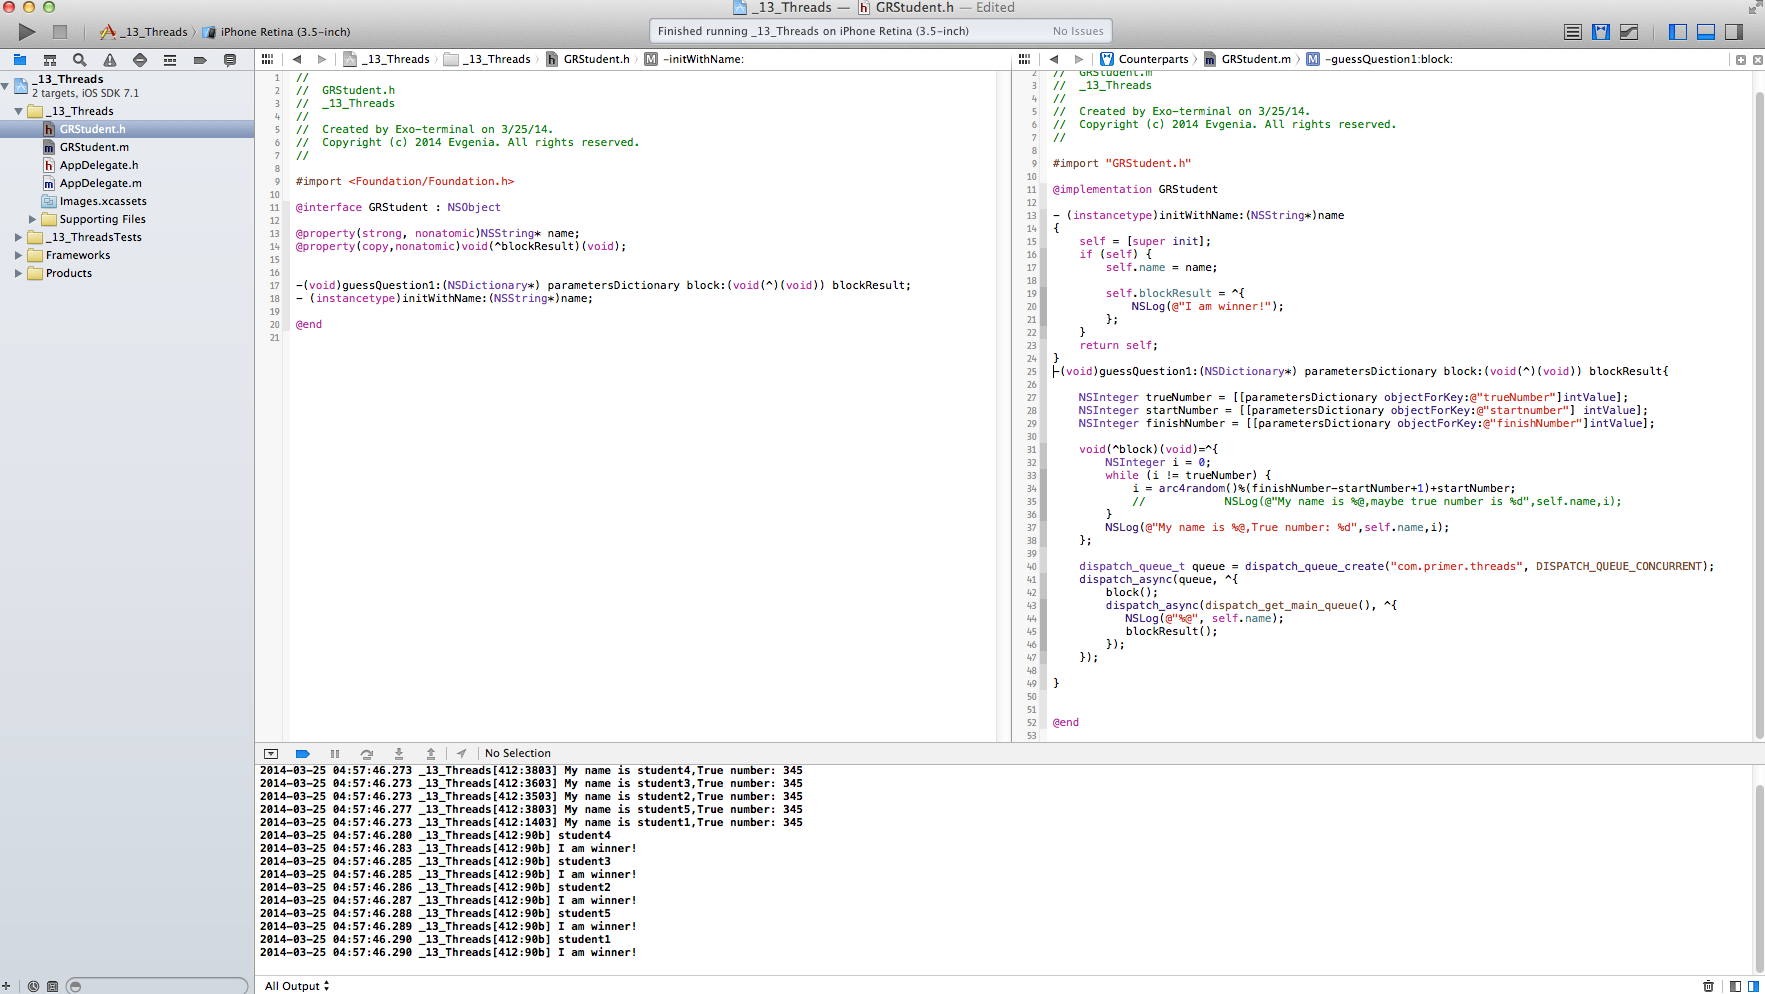 _13_Threads — h GRStudent.h — Edited
_13_Threads iPhone Retina (3.5-inch)
Finished running _13_Threads on iPhone Retina (3.5-inch) No Issues
_13_Threads _13_Threads GRStudent.h M -initWithName:
Counterparts GRStudent.m M -guessQuestion1:block:
_13_Threads
2 targets, iOS SDK 7.1
_13_Threads
h GRStudent.h
m GRStudent.m
h AppDelegate.h
m AppDelegate.m
Images.xcassets
Supporting Files
_13_ThreadsTests
Frameworks
Products
1 //
2 //  GRStudent.h
3 //  _13_Threads
4 //
5 //  Created by Exo-terminal on 3/25/14.
6 //  Copyright (c) 2014 Evgenia. All rights reserved.
7 //
8
9 #import <Foundation/Foundation.h>
10
11 @interface GRStudent : NSObject
12
13 @property(strong, nonatomic)NSString* name;
14 @property(copy,nonatomic)void(^blockResult)(void);
15
16
17 -(void)guessQuestion1:(NSDictionary*) parametersDictionary block:(void(^)(void)) blockResult;
18 - (instancetype)initWithName:(NSString*)name;
19
20 @end
21
2 //  GRStudent.m
3 //  _13_Threads
4 //
5 //  Created by Exo-terminal on 3/25/14.
6 //  Copyright (c) 2014 Evgenia. All rights reserved.
7 //
8
9 #import "GRStudent.h"
10
11 @implementation GRStudent
12
13 - (instancetype)initWithName:(NSString*)name
14 {
15     self = [super init];
16     if (self) {
17         self.name = name;
18
19         self.blockResult = ^{
20             NSLog(@"I am winner!");
21         };
22     }
23     return self;
24 }
25 -(void)guessQuestion1:(NSDictionary*) parametersDictionary block:(void(^)(void)) blockResult{
26
27     NSInteger trueNumber = [[parametersDictionary objectForKey:@"trueNumber"]intValue];
28     NSInteger startNumber = [[parametersDictionary objectForKey:@"startnumber"] intValue];
29     NSInteger finishNumber = [[parametersDictionary objectForKey:@"finishNumber"]intValue];
30
31     void(^block)(void)=^{
32         NSInteger i = 0;
33         while (i != trueNumber) {
34             i = arc4random()%(finishNumber-startNumber+1)+startNumber;
35             //            NSLog(@"My name is %@,maybe true number is %d",self.name,i);
36         }
37         NSLog(@"My name is %@,True number: %d",self.name,i);
38     };
39
40     dispatch_queue_t queue = dispatch_queue_create("com.primer.threads", DISPATCH_QUEUE_CONCURRENT);
41     dispatch_async(queue, ^{
42         block();
43         dispatch_async(dispatch_get_main_queue(), ^{
44            NSLog(@"%@", self.name);
45            blockResult();
46         });
47     });
48
49 }
50
51
52 @end
53
No Selection
2014-03-25 04:57:46.273 _13_Threads[412:3803] My name is student4,True number: 345
2014-03-25 04:57:46.273 _13_Threads[412:3603] My name is student3,True number: 345
2014-03-25 04:57:46.273 _13_Threads[412:3503] My name is student2,True number: 345
2014-03-25 04:57:46.277 _13_Threads[412:3803] My name is student5,True number: 345
2014-03-25 04:57:46.273 _13_Threads[412:1403] My name is student1,True number: 345
2014-03-25 04:57:46.280 _13_Threads[412:90b] student4
2014-03-25 04:57:46.283 _13_Threads[412:90b] I am winner!
2014-03-25 04:57:46.285 _13_Threads[412:90b] student3
2014-03-25 04:57:46.285 _13_Threads[412:90b] I am winner!
2014-03-25 04:57:46.286 _13_Threads[412:90b] student2
2014-03-25 04:57:46.287 _13_Threads[412:90b] I am winner!
2014-03-25 04:57:46.288 _13_Threads[412:90b] student5
2014-03-25 04:57:46.289 _13_Threads[412:90b] I am winner!
2014-03-25 04:57:46.290 _13_Threads[412:90b] student1
2014-03-25 04:57:46.290 _13_Threads[412:90b] I am winner!
All Output